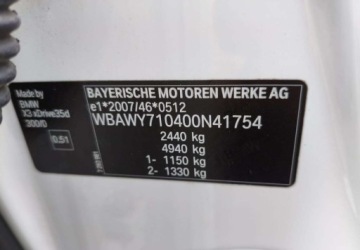 Made by
BMW
X3 xDrive35d
300/D
0.51
BAYERISCHE MOTOREN WERKE AG
e1*2007/46*0512
WBAWY710400N41754
2440 kg
4940 kg
1- 1150 kg
2- 1330 kg